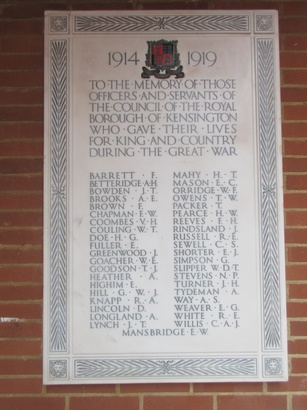 1914 1919
TO·THE·MEMORY·OF·THOSE
OFFICERS·AND·SERVANTS·OF
THE·COUNCIL·OF·THE·ROYAL
BOROUGH·OF·KENSINGTON
WHO·GAVE·THEIR·LIVES
FOR·KING·AND·COUNTRY
DURING·THE·GREAT·WAR
BARRETT · F.
BETTERIDGE·A·H.
BOWDEN · J·T.
BROOKS · A·E.
BROWN · F.
CHAPMAN·E·W.
COOMBES·V·H.
COULING·W·T.
DOE·H·G.
FULLER·E.
GREENWOOD·J.
GOACHER·W·E.
GOODSON·T·J.
HEATHER · A.
HIGHIM·E.
HILL · G·W·J.
KNAPP · R·A.
LINCOLN·D.
LONGLAND·A.
LYNCH·J·T.
MAHY·H·T.
MASON·E·C.
ORRIDGE·W·F.
OWENS·T·W.
PACKER·T.
PEARCE·H·W.
REEVES·F·H.
RINDSLAND·J.
RUSSELL·R·E.
SEWELL·C·S.
SHORTER·E·J.
SIMPSON·G.
SLIPPER·W·D·T.
STEVENS·N·P.
TURNER·J·H.
TYDEMAN·A.
WAY·A·S.
WEAVER·E·G.
WHITE·R·E.
WILLIS·C·A·J.
MANSBRIDGE·E·W.